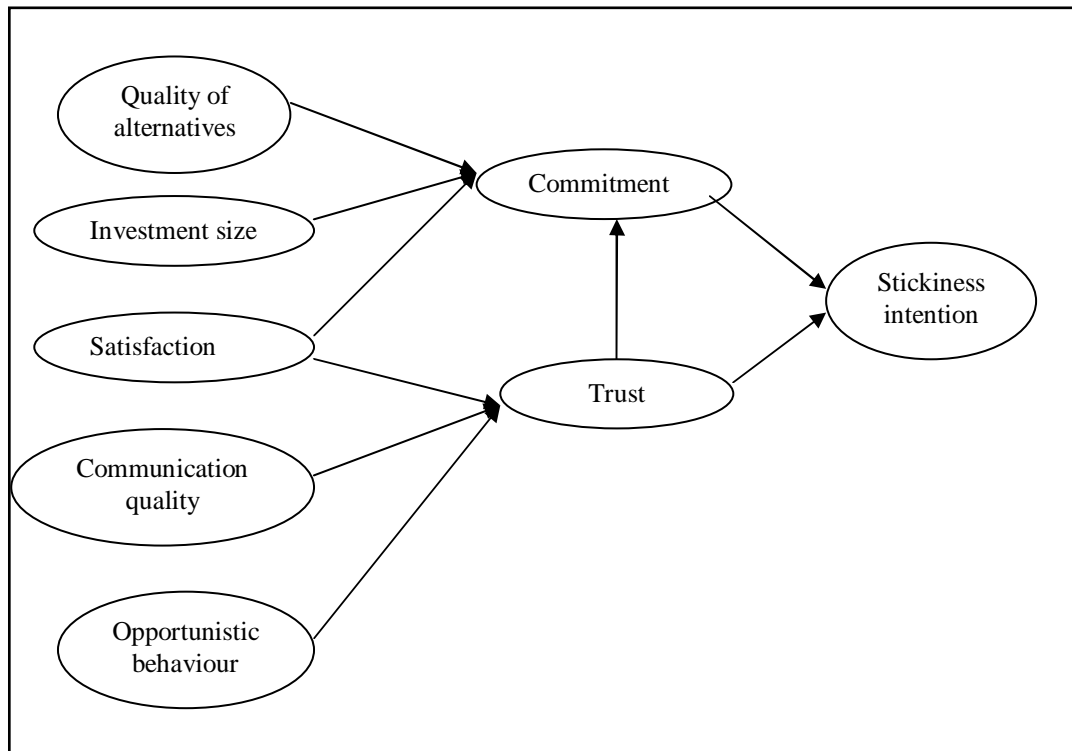 Quality of
alternatives
Commitment
Investment size
Stickiness
intention
Satisfaction
Trust
Communication
quality
Opportunistic
behaviour